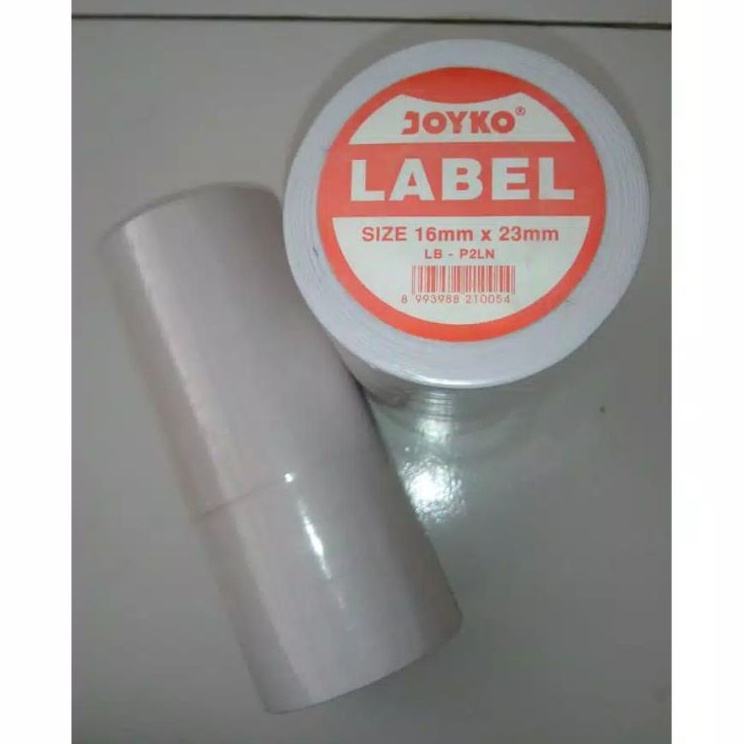 JOYKO®
LABEL
SIZE 16mm x 23mm
LB - P2LN
8 993988 210054